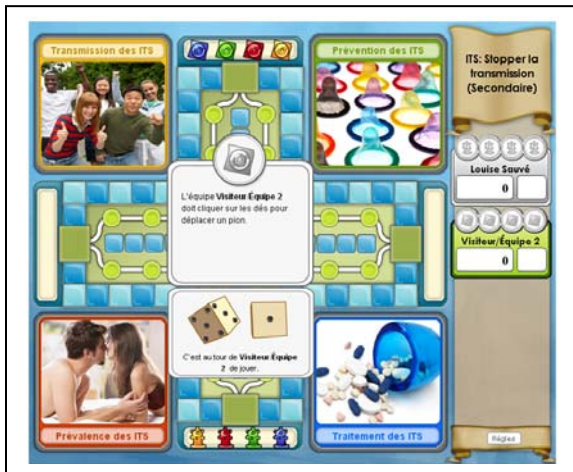 Transmission des ITS
Prévention des ITS
ITS: Stopper la
transmission
(Secondaire)
Louise Sauvé
0
Visiteur/Équipe 2
0
L'équipe Visiteur Équipe 2
doit cliquer sur les dés pour
déplacer un pion.
C'est au tour de Visiteur Équipe
2 de jouer.
Prévalence des ITS
Traitement des ITS
Règles